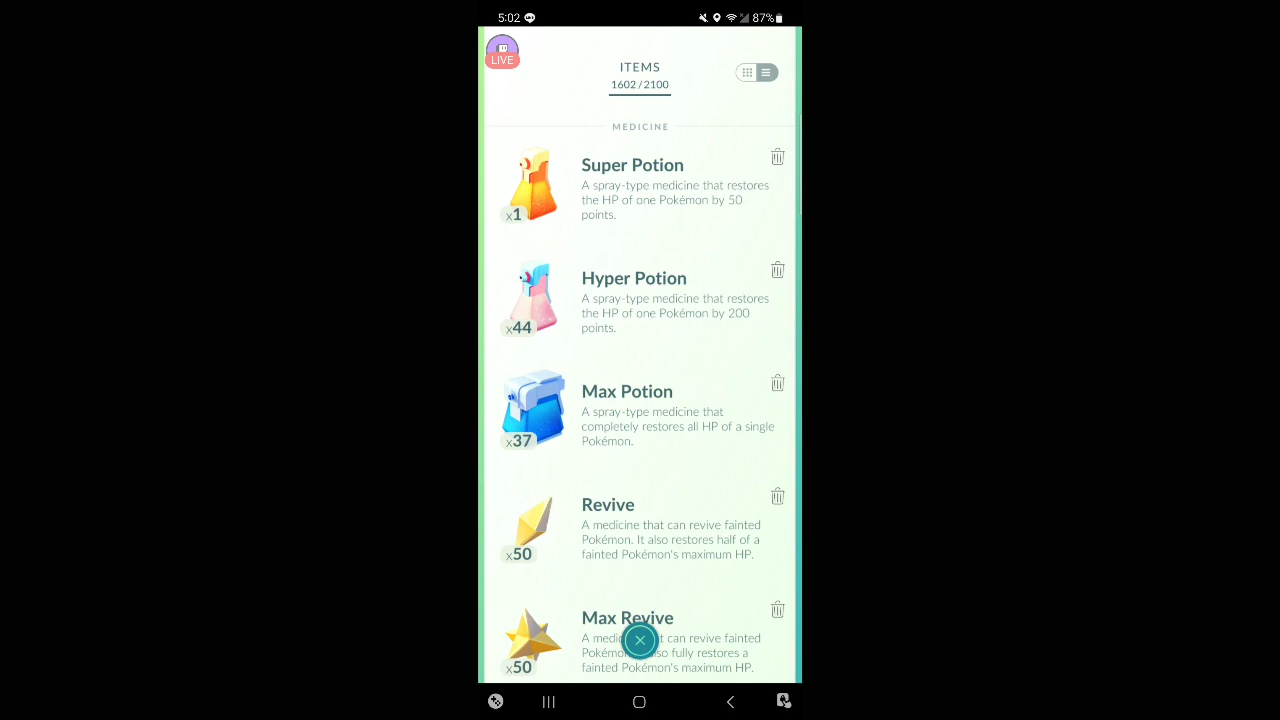 5:02
87%
LIVE
ITEMS
1602/2100
MEDICINE
Super Potion
A spray-type medicine that restores
the HP of one Pokémon by 50
points.
x1
Hyper Potion
A spray-type medicine that restores
the HP of one Pokémon by 200
points.
x44
Max Potion
A spray-type medicine that
completely restores all HP of a single
Pokémon.
x37
Revive
A medicine that can revive fainted
Pokémon. It also restores half of a
fainted Pokémon's maximum HP.
x50
Max Revive
can revive fainted
fully restores a
fainted Pokémon's maximum HP.
x50